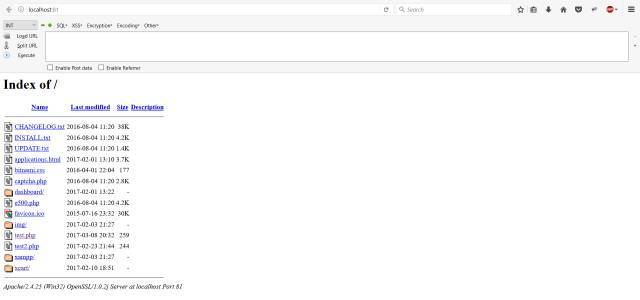 localhost:81
Search
INT
SQL▾ XSS▾ Encryption▾ Encoding▾ Other▾
Load URL
Split URL
Execute
Enable Post data Enable Referrer
Index of /
Name Last modified Size Description
CHANGELOG.txt 2016-08-04 11:20 38K
INSTALL.txt 2016-08-04 11:20 4.2K
UPDATE.txt 2016-08-04 11:20 1.4K
applications.html 2017-02-01 13:10 3.7K
bitnami.css 2016-04-01 22:04 177
captcha.php 2016-08-04 11:20 2.8K
dashboard/ 2017-02-01 13:22 -
e500.php 2016-08-04 11:20 4.2K
favicon.ico 2015-07-16 23:32 30K
img/ 2017-02-03 21:27 -
test.php 2017-03-08 20:32 259
test2.php 2017-02-23 21:44 244
xampp/ 2017-02-03 21:27 -
xcart/ 2017-02-10 18:51 -
Apache/2.4.25 (Win32) OpenSSL/1.0.2j Server at localhost Port 81